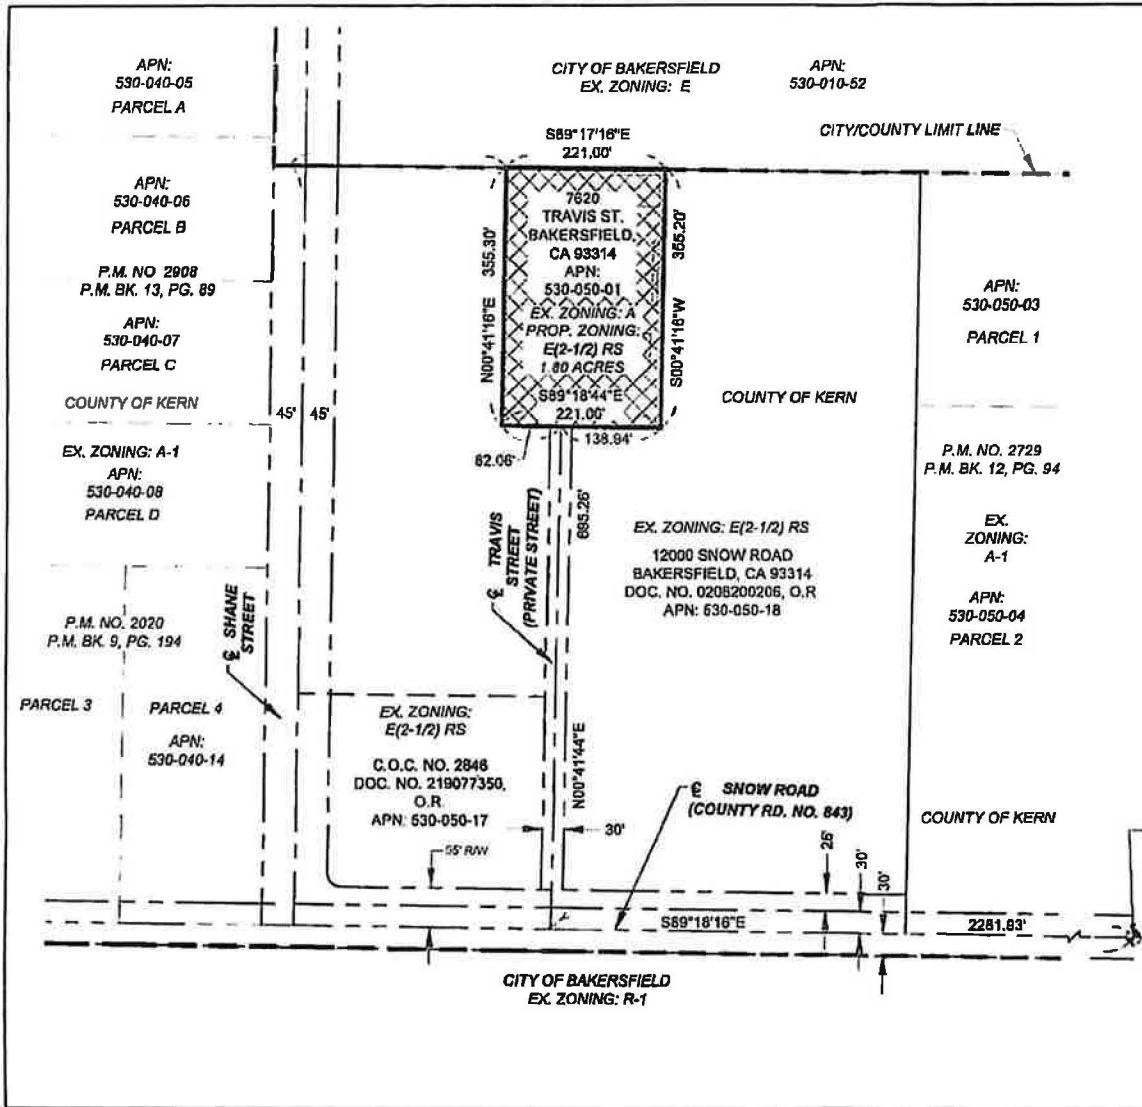 APN:
530-040-05
PARCEL A
CITY OF BAKERSFIELD
EX. ZONING: E
APN:
530-010-52
CITY/COUNTY LIMIT LINE
S89°17'16"E
221.00'
APN:
530-040-06
PARCEL B
P.M. NO 2908
P.M. BK. 13, PG. 89
APN:
530-040-07
PARCEL C
COUNTY OF KERN
45'
45'
EX. ZONING: A-1
APN:
530-040-08
PARCEL D
P.M. NO. 2020
P.M. BK. 9, PG. 194
PARCEL 3
PARCEL 4
APN:
530-040-14
℄ SHANE
STREET
N00°41'16"E
355.30'
7620
TRAVIS ST.
BAKERSFIELD,
CA 93314
APN:
530-050-01
EX. ZONING: A
PROP. ZONING:
E(2-1/2) RS
1.80 ACRES
S89°18'44"E
221.00'
355.20'
S00°41'16"W
82.06'
138.94'
COUNTY OF KERN
APN:
530-050-03
PARCEL 1
P.M. NO. 2729
P.M. BK. 12, PG. 94
EX.
ZONING:
A-1
APN:
530-050-04
PARCEL 2
℄ TRAVIS
STREET
(PRIVATE STREET)
695.26'
N00°41'44"E
EX. ZONING: E(2-1/2) RS
12000 SNOW ROAD
BAKERSFIELD, CA 93314
DOC. NO. 0208200206, O.R
APN: 530-050-18
EX. ZONING:
E(2-1/2) RS
C.O.C. NO. 2846
DOC. NO. 219077350,
O.R.
APN: 530-050-17
30'
℄ SNOW ROAD
(COUNTY RD. NO. 843)
COUNTY OF KERN
55' R/W
30'
30'
S89°18'16"E
2281.93'
CITY OF BAKERSFIELD
EX. ZONING: R-1